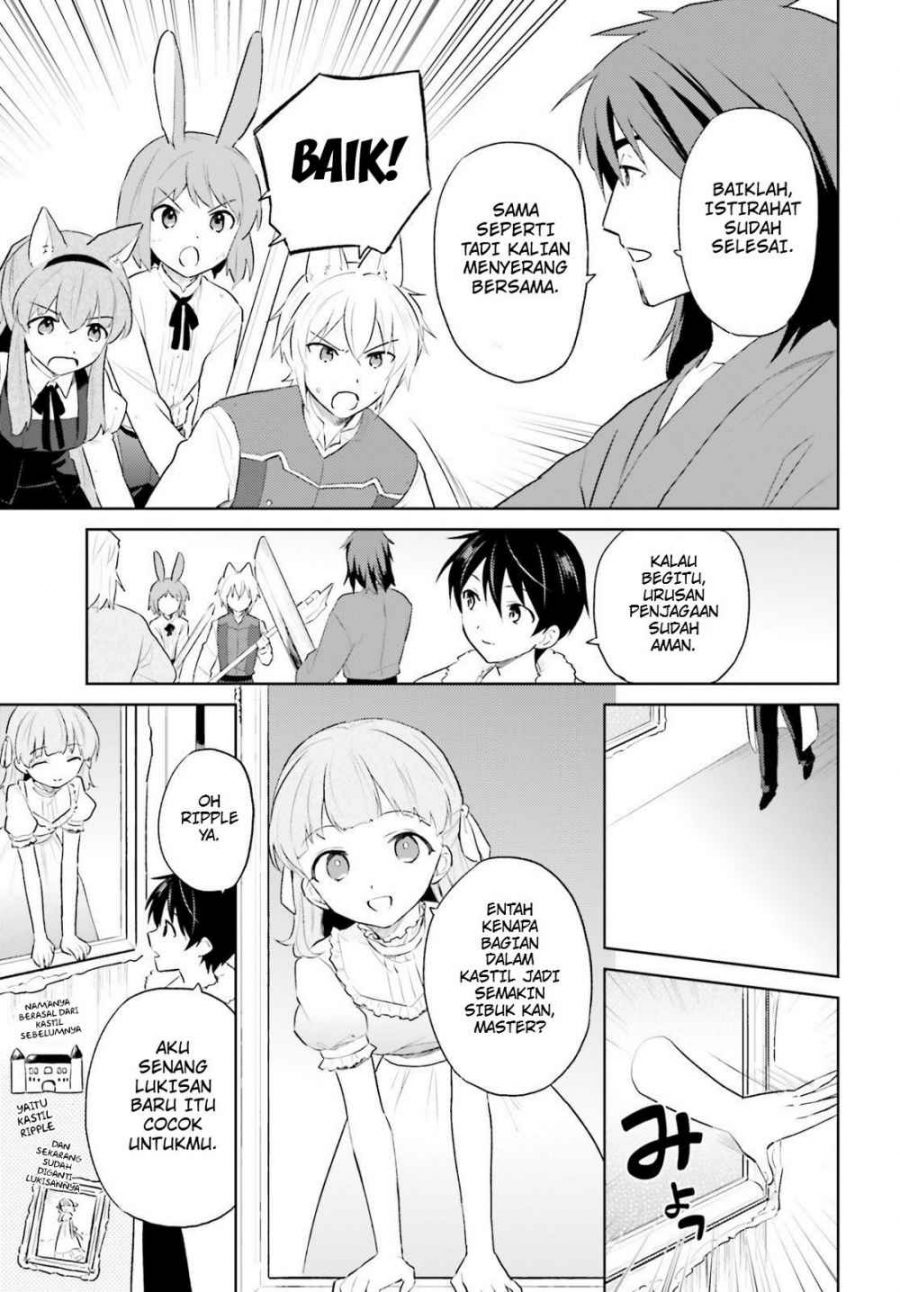 BAIKLAH,
ISTIRAHAT
SUDAH
SELESAI.
SAMA
SEPERTI
TADI KALIAN
MENYERANG
BERSAMA.
BAIK!
KALAU
BEGITU,
URUSAN
PENJAGAAN
SUDAH
AMAN.
みょっ
ENTAH
KENAPA
BAGIAN
DALAM
KASTIL JADI
SEMAKIN
SIBUK KAN,
MASTER?
OH
RIPPLE
YA.
AKU
SENANG
LUKISAN
BARU ITU
COCOK
UNTUKMU.
NAMANYA
BERASAL DARI
KASTIL
SEBELUMNYA
YAITU
KASTIL
RIPPLE
DAN
SEKARANG
SUDAH
DIGANTI
LUKISANNYA